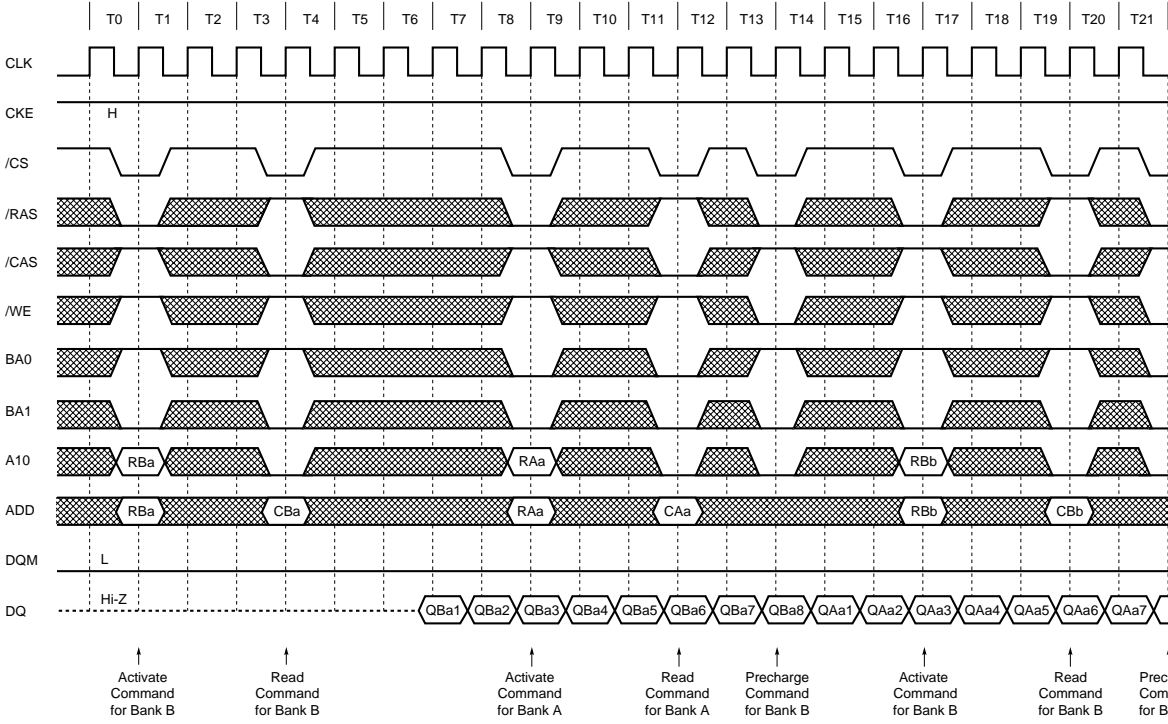 T0 T1 T2 T3 T4 T5 T6 T7 T8 T9 T10 T11 T12 T13 T14 T15 T16 T17 T18 T19 T20 T21
CLK
CKE H
/CS
/RAS
/CAS
/WE
BA0
BA1
A10 RBa RAa RBb
ADD RBa CBa RAa CAa RBb CBb
DQM L
DQ Hi-Z QBa1 QBa2 QBa3 QBa4 QBa5 QBa6 QBa7 QBa8 QAa1 QAa2 QAa3 QAa4 QAa5 QAa6 QAa7
Activate
Command
for Bank B
Read
Command
for Bank B
Activate
Command
for Bank A
Read
Command
for Bank A
Precharge
Command
for Bank B
Activate
Command
for Bank B
Read
Command
for Bank B
Prec
Com
for B